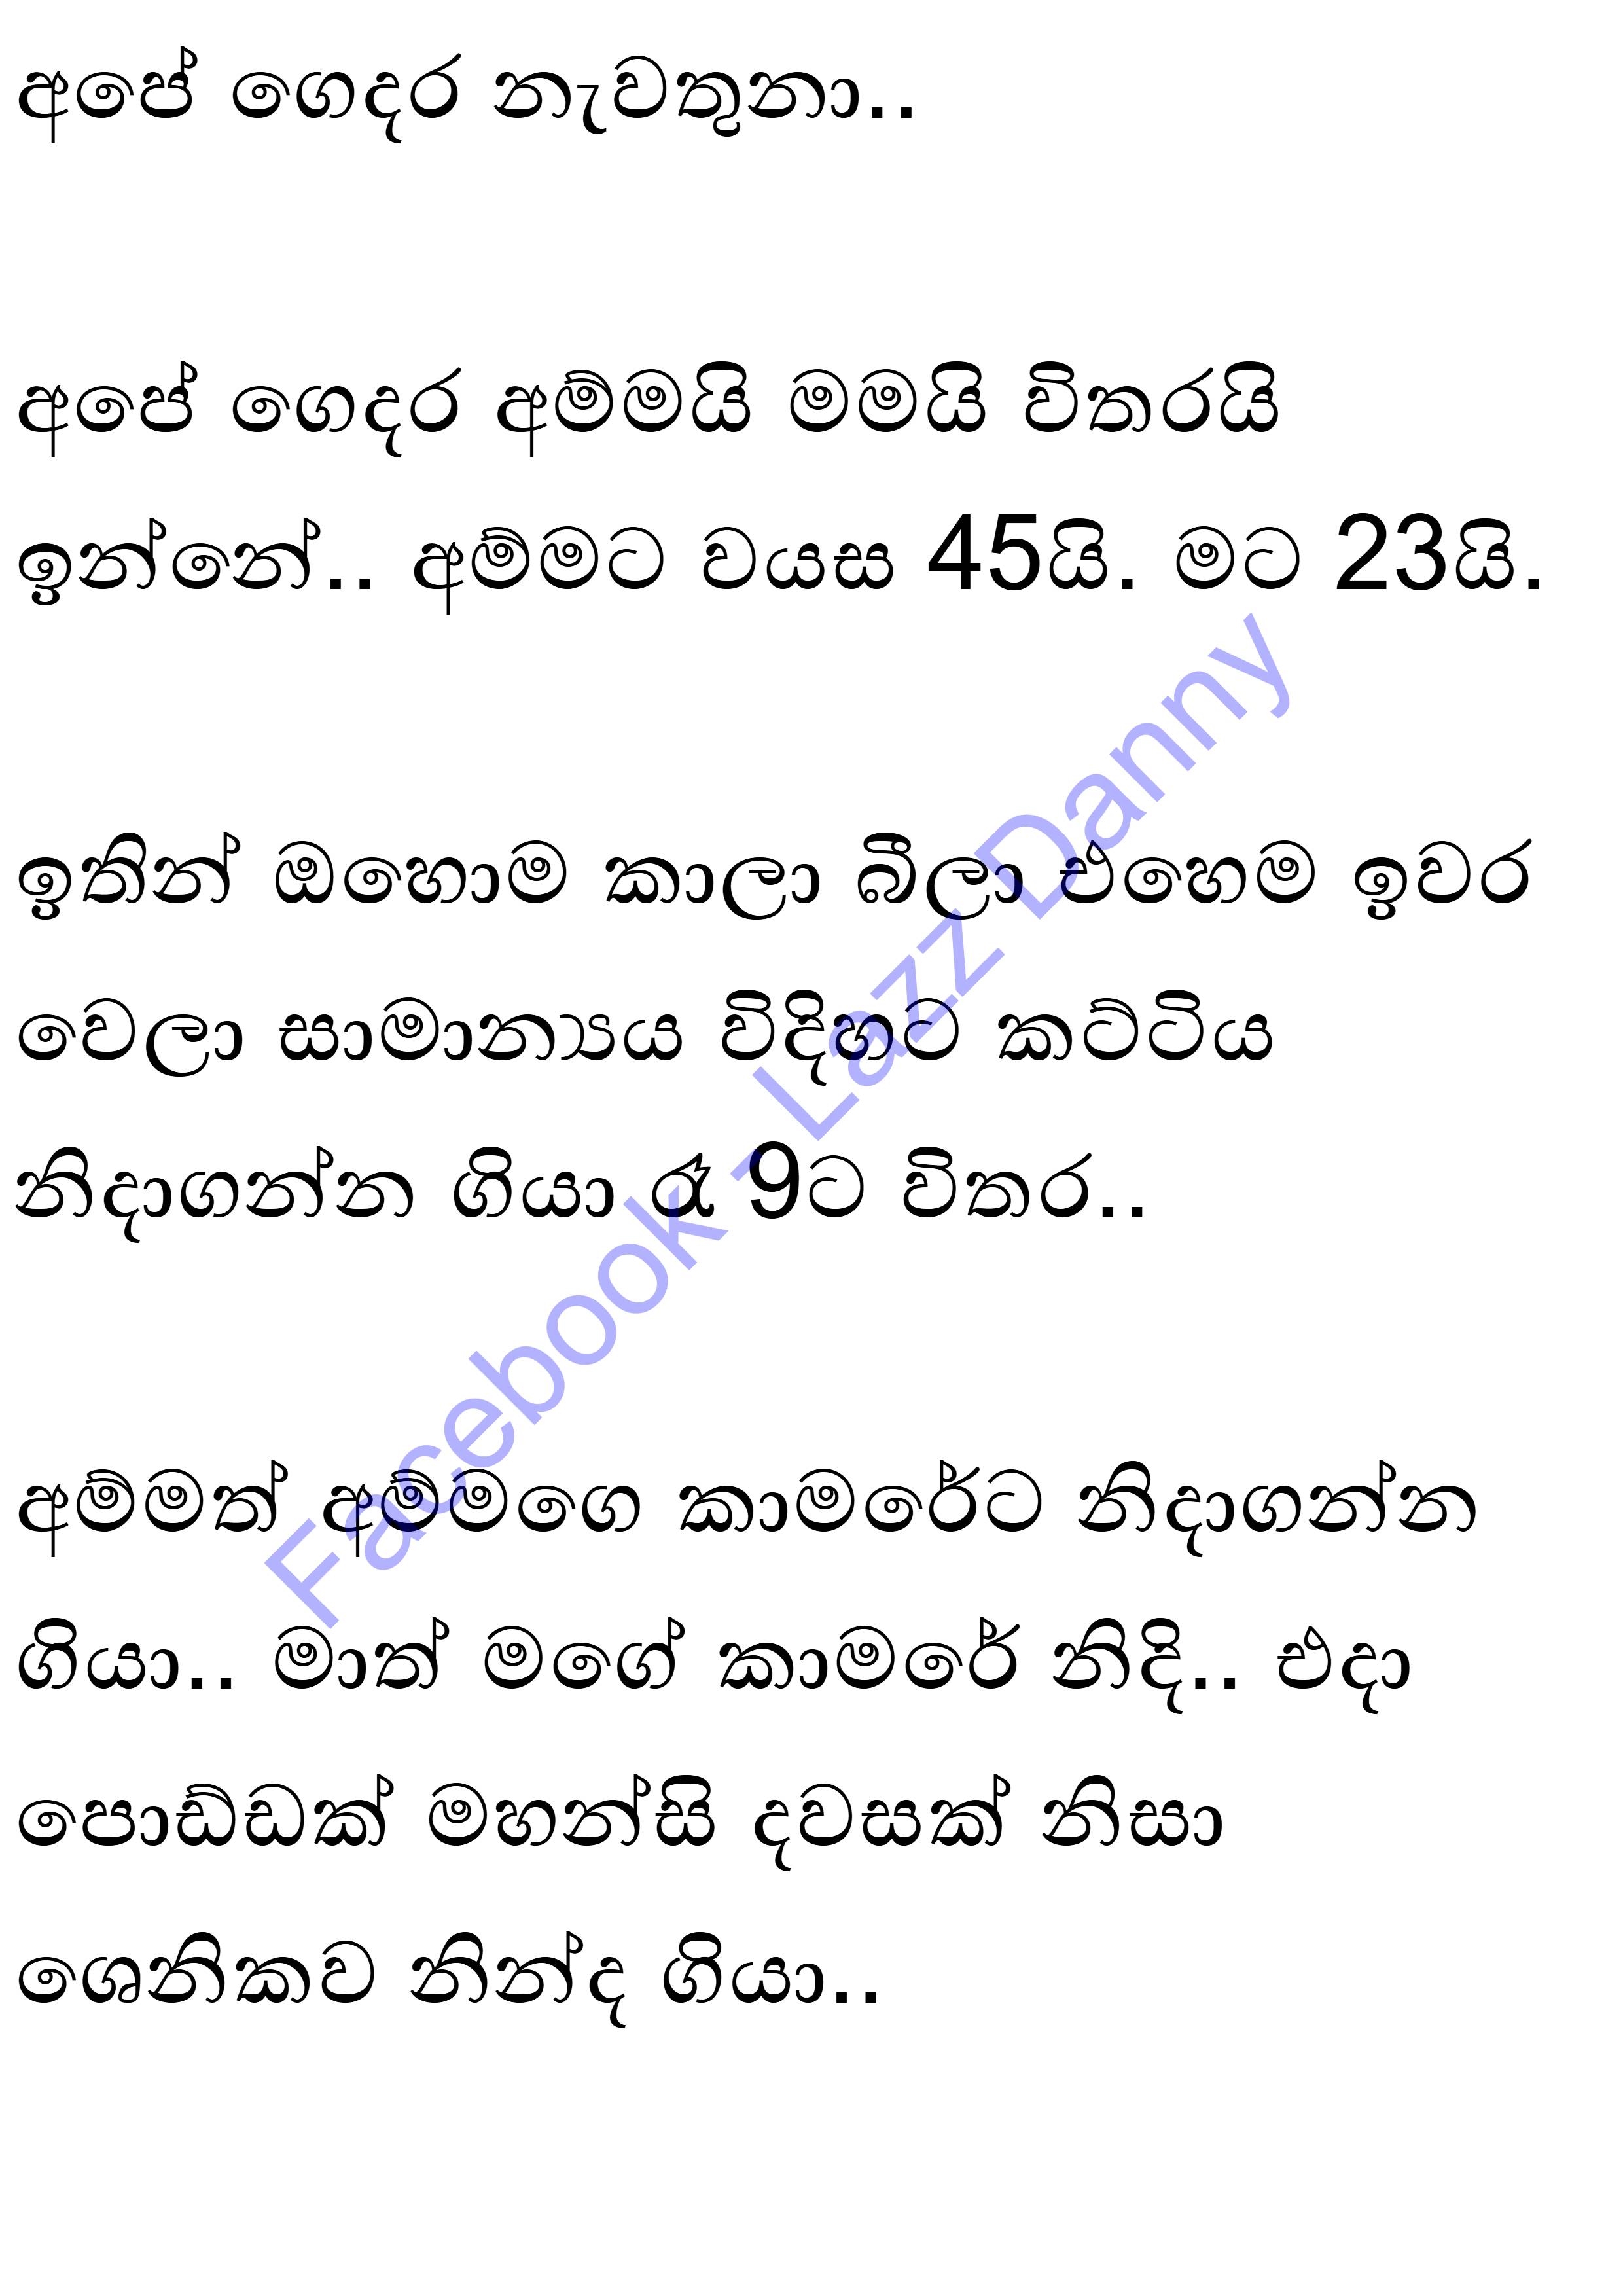 අපේ ගෙදර නැවතුනා..
අපේ ගෙදර අම්මයි මමයි විතරයි
ඉන්නේ.. අම්මට වයස 45යි. මට 23යි.
ඉතින් ඔහොම කාලා බීලා එහෙම ඉවර
වෙලා සාමාන්‍යය විදිහට කට්ටිය
නිදාගන්න ගියා රෑ 9ට විතර..
අම්මත් අම්මගෙ කාමරේට නිදාගන්න
ගියා.. මාත් මගේ කාමරේ නිදි.. එදා
පොඩ්ඩක් මහන්සි දවසක් නිසා
ශෙනිකව නින්ද ගියා..
Facebook - Lazz Danny